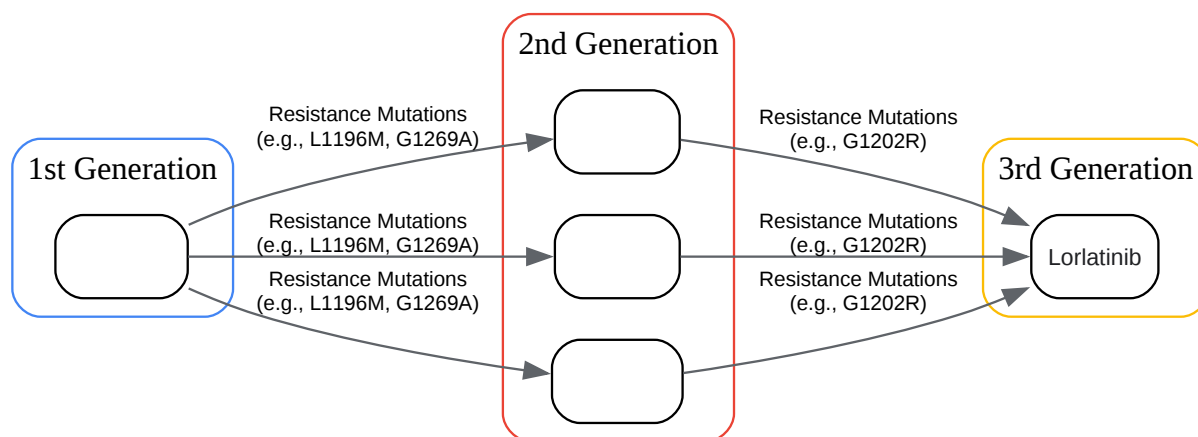 2nd Generation
Resistance Mutations
(e.g., L1196M, G1269A)
Resistance Mutations
(e.g., G1202R)
1st Generation
3rd Generation
Resistance Mutations
(e.g., L1196M, G1269A)
Resistance Mutations
(e.g., G1202R)
Lorlatinib
Resistance Mutations
(e.g., L1196M, G1269A)
Resistance Mutations
(e.g., G1202R)